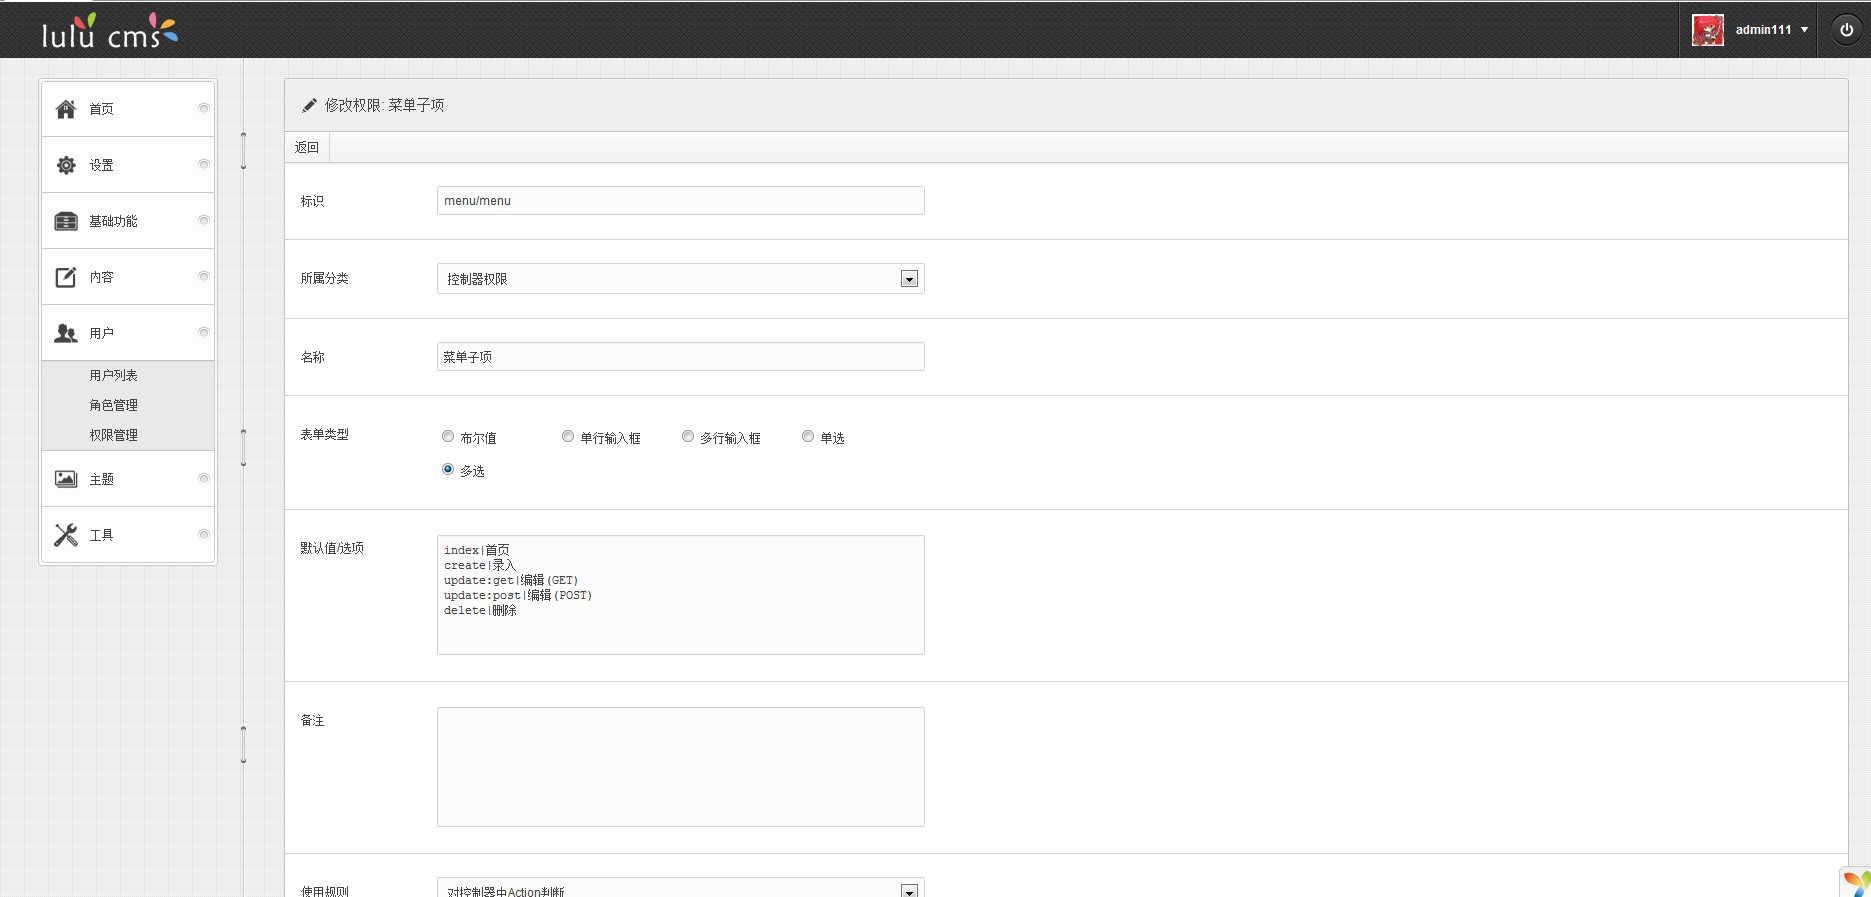 lulu cms
admin111
首页
设置
基础功能
内容
用户
用户列表
角色管理
权限管理
主题
工具
修改权限: 菜单子项
返回
标识
menu/menu
所属分类
控制器权限
名称
菜单子项
表单类型
布尔值 单行输入框 多行输入框 单选
多选
默认值/选项
index|首页
create|录入
update:get|编辑(GET)
update:post|编辑(POST)
delete|删除
备注
使用规则
对控制器中Action判断